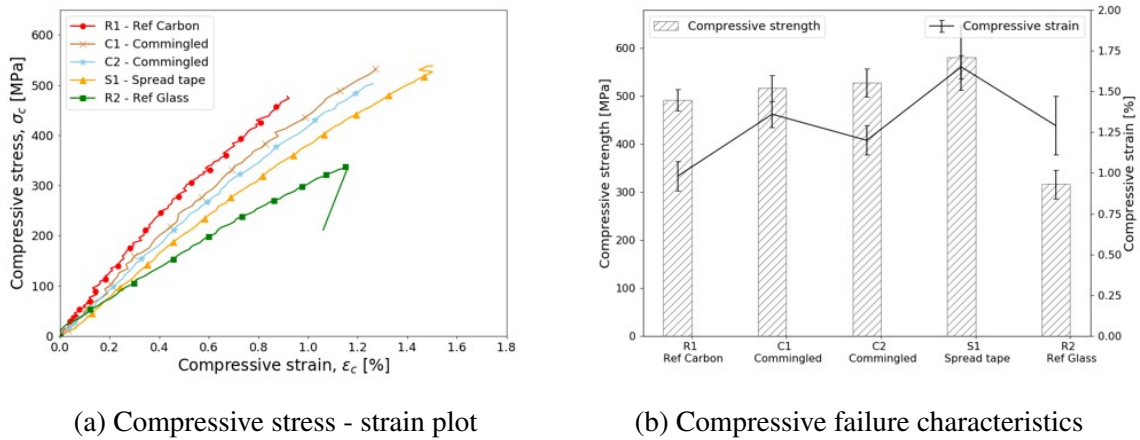 R1 - Ref Carbon
C1 - Commingled
C2 - Commingled
S1 - Spread tape
R2 - Ref Glass
Compressive stress, σc [MPa]
600
500
400
300
200
100
0
0.0 0.2 0.4 0.6 0.8 1.0 1.2 1.4 1.6 1.8
Compressive strain, εc [%]
(a) Compressive stress - strain plot
Compressive strength
Compressive strain
Compressive strength [MPa]
600
500
400
300
200
100
0
2.00
1.75
1.50
1.25
1.00
0.75
0.50
0.25
0.00
Compressive strain [%]
R1 C1 C2 S1 R2
Ref Carbon Commingled Commingled Spread tape Ref Glass
(b) Compressive failure characteristics